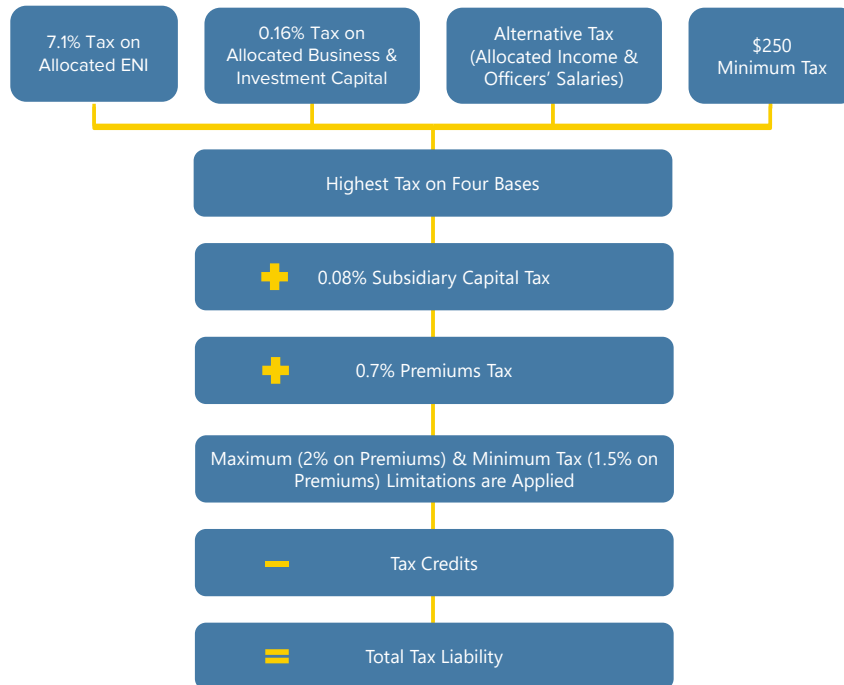 7.1% Tax on
Allocated ENI
0.16% Tax on
Allocated Business &
Investment Capital
Alternative Tax
(Allocated Income &
Officers' Salaries)
$250
Minimum Tax
Highest Tax on Four Bases
+ 0.08% Subsidiary Capital Tax
+ 0.7% Premiums Tax
Maximum (2% on Premiums) & Minimum Tax (1.5% on
Premiums) Limitations are Applied
− Tax Credits
= Total Tax Liability